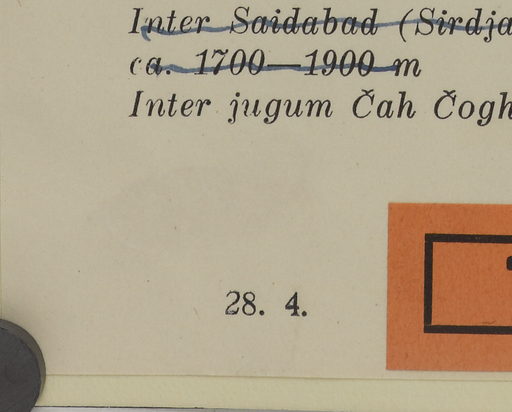 Inter Saidabad (Sirdja
ca. 1700—1900 m
Inter jugum Čah Čogh
28. 4.